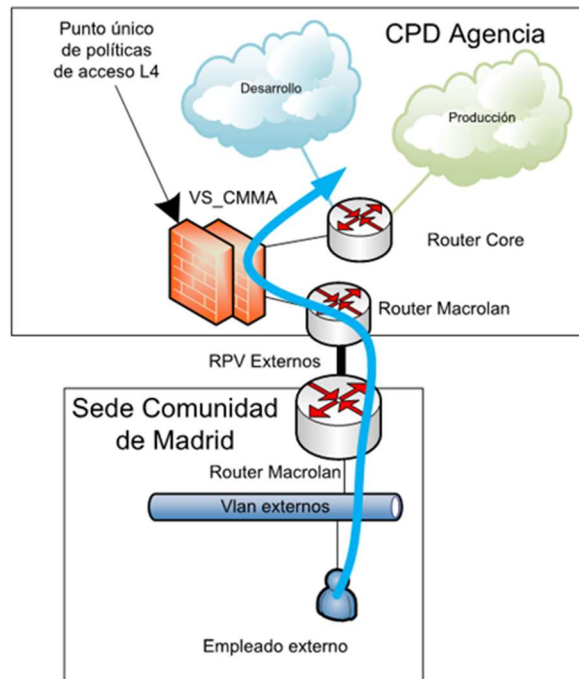 Punto único
de políticas
de acceso L4
CPD Agencia
Desarrollo
Producción
VS_CMMA
Router Core
Router Macrolan
RPV Externos
Sede Comunidad
de Madrid
Router Macrolan
Vlan externos
Empleado externo